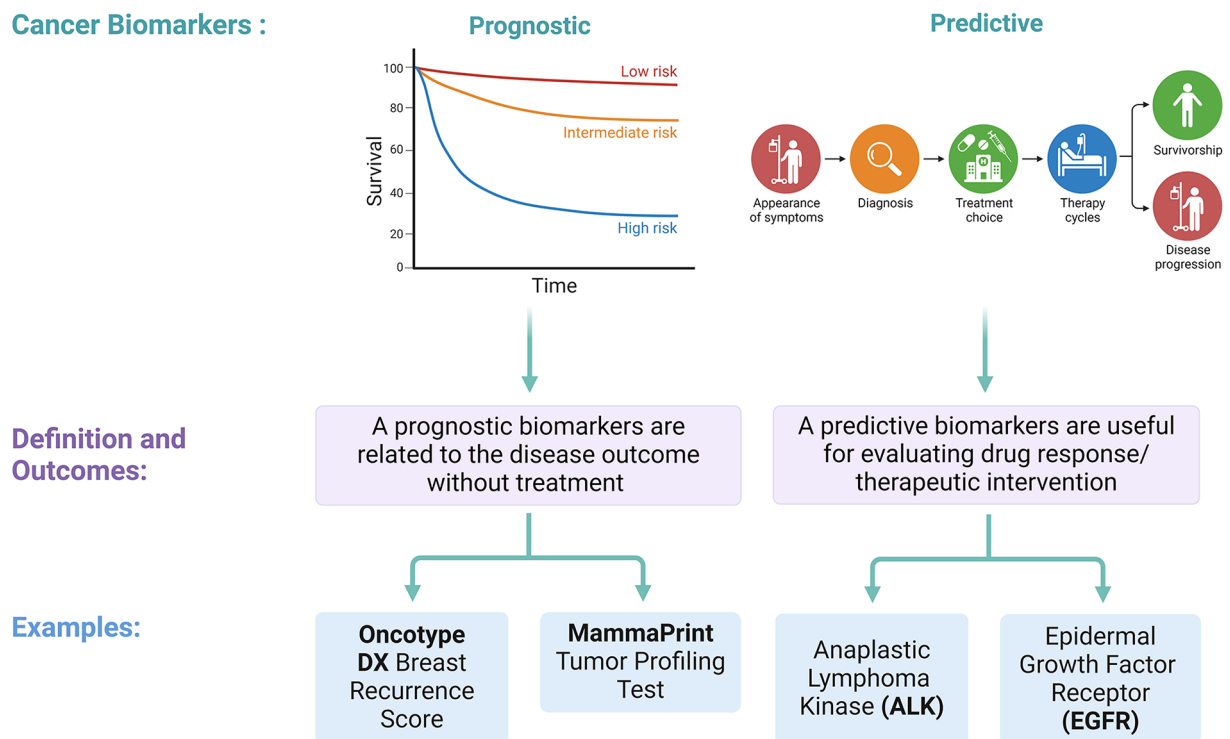 Cancer Biomarkers :
Prognostic
Predictive
100
80
60
40
20
0
Survival
Time
Low risk
Intermediate risk
High risk
Appearance
of symptoms
Diagnosis
Treatment
choice
Therapy
cycles
Survivorship
Disease
progression
H
Definition and
Outcomes:
A prognostic biomarkers are
related to the disease outcome
without treatment
A predictive biomarkers are useful
for evaluating drug response/
therapeutic intervention
Examples:
Oncotype
DX Breast
Recurrence
Score
MammaPrint
Tumor Profiling
Test
Anaplastic
Lymphoma
Kinase (ALK)
Epidermal
Growth Factor
Receptor
(EGFR)